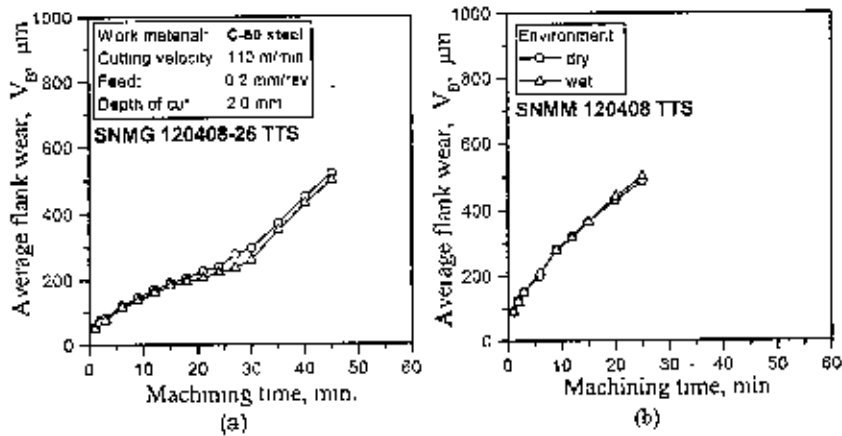 1000
800
600
400
200
0
Average flank wear, V_B, μm
Work material: C-60 steel
Cutting velocity 110 m/min
Feed: 0.2 mm/rev
Depth of cut 2.0 mm
SNMG 120408-26 TTS
0 10 20 30 40 50 60
Machining time, min.
(a)
1000
800
600
400
200
0
Average flank wear, V_B, μm
Environment
dry
wet
SNMM 120408 TTS
0 10 20 30 40 50 60
Machining time, min
(b)